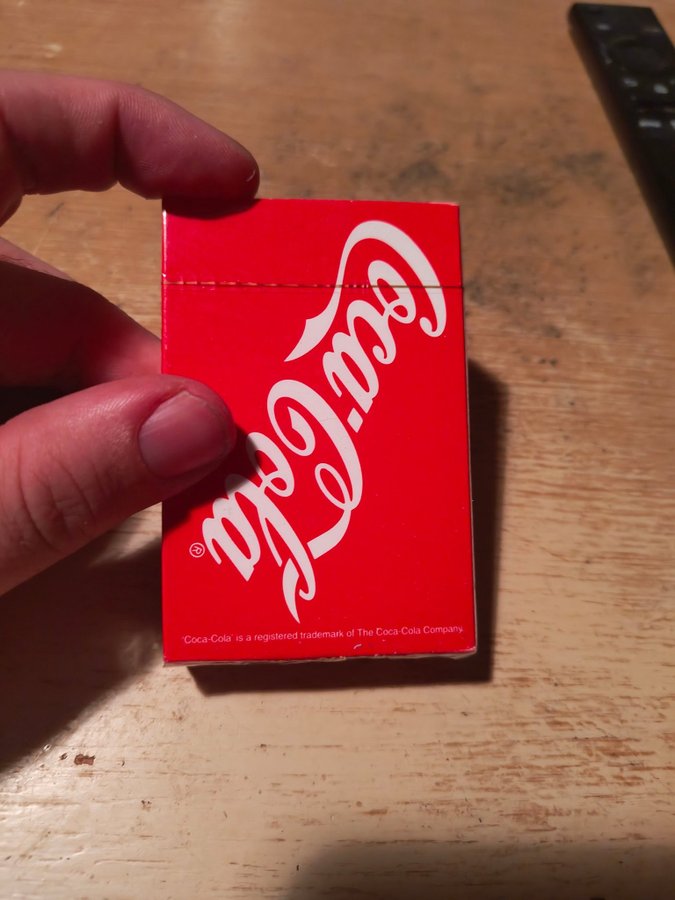 Coca-Cola®
'Coca-Cola' is a registered trademark of The Coca-Cola Company.